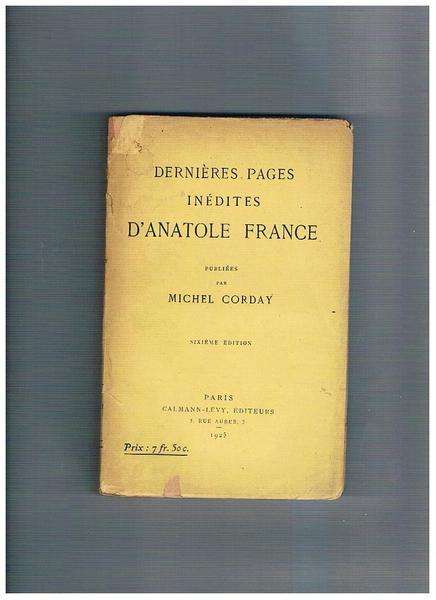 DERNIÈRES PAGES
INÉDITES
D'ANATOLE FRANCE
PUBLIÉES
PAR
MICHEL CORDAY
SIXIÈME ÉDITION
PARIS
CALMANN-LÉVY, ÉDITEURS
3, RUE AUBER, 3
1925
Prix : 7 fr. 50 c.